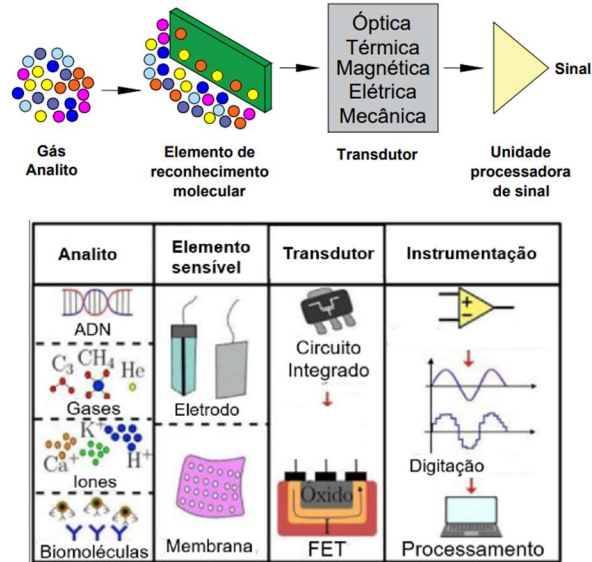 Óptica
Térmica
Magnética
Elétrica
Mecânica
Sinal
Gás
Analito
Elemento de
reconhecimento
molecular
Transdutor
Unidade
processadora
de sinal
Analito
Elemento
sensível
Transdutor
Instrumentação
ADN
C₃ CH₄ He
Gases
K⁺
Ca⁺ H⁺
Iones
Biomoléculas
Eletrodo
Membrana
Circuito
Integrado
Óxido
FET
+
−
Digitação
Processamento